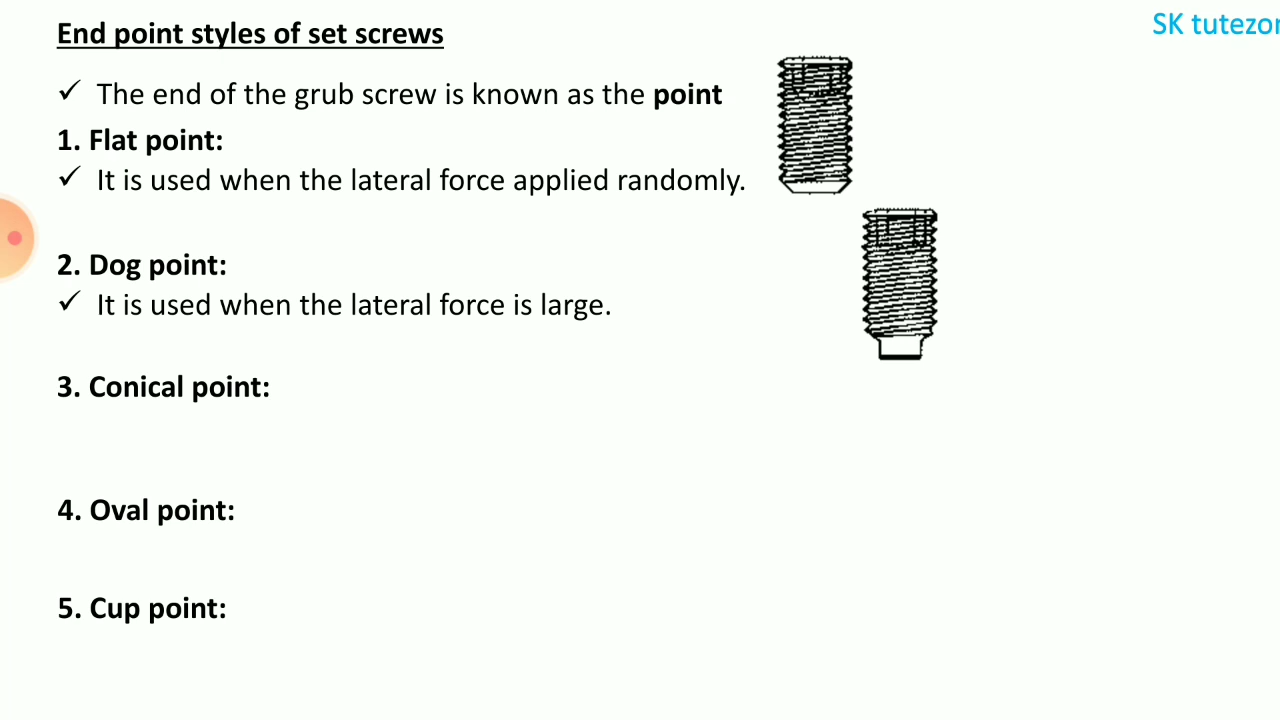 End point styles of set screws
SK tutezor
✓ The end of the grub screw is known as the point
1. Flat point:
✓ It is used when the lateral force applied randomly.
2. Dog point:
✓ It is used when the lateral force is large.
3. Conical point:
4. Oval point:
5. Cup point: